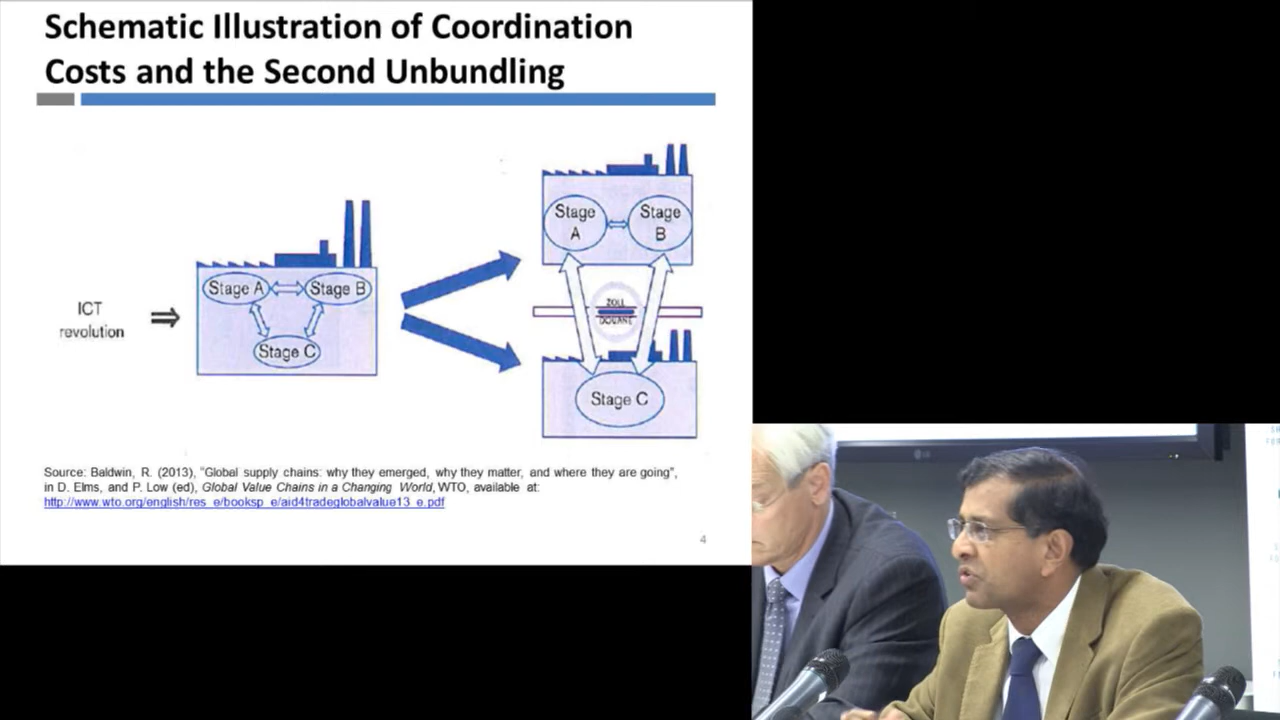 Schematic Illustration of Coordination
Costs and the Second Unbundling
ICT
revolution
Stage A
Stage B
Stage C
Stage
A
Stage
B
ZOLL
DOUANE
Stage C
Source: Baldwin, R. (2013), “Global supply chains: why they emerged, why they matter, and where they are going”,
in D. Elms, and P. Low (ed), Global Value Chains in a Changing World, WTO, available at:
http://www.wto.org/english/res_e/booksp_e/aid4tradeglobalvalue13_e.pdf
4
LG